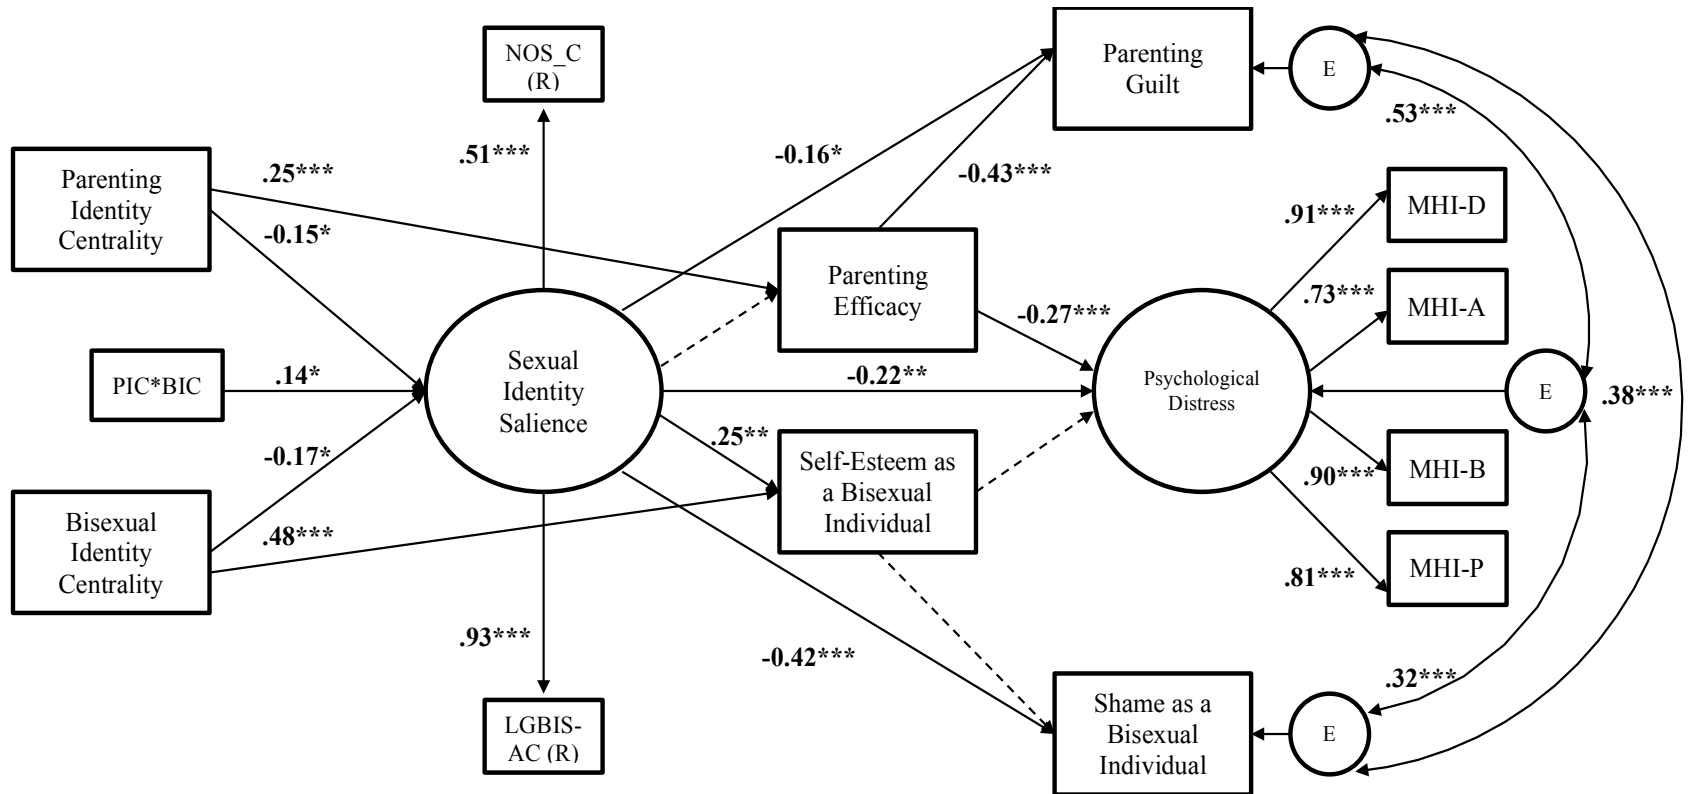 NOS_C
(R)
Parenting
Guilt
E
.53***
.51***
-0.16*
-0.43***
Parenting
Identity
Centrality
.25***
-0.15*
MHI-D
.91***
Parenting
Efficacy
-0.27***
.73***
MHI-A
PIC*BIC
.14*
Sexual
Identity
Salience
-0.22**
Psychological
Distress
E
.38***
-0.17*
.25**
Self-Esteem as
a Bisexual
Individual
MHI-B
.90***
Bisexual
Identity
Centrality
.48***
MHI-P
.81***
.93***
-0.42***
.32***
LGBIS-
AC (R)
Shame as a
Bisexual
Individual
E